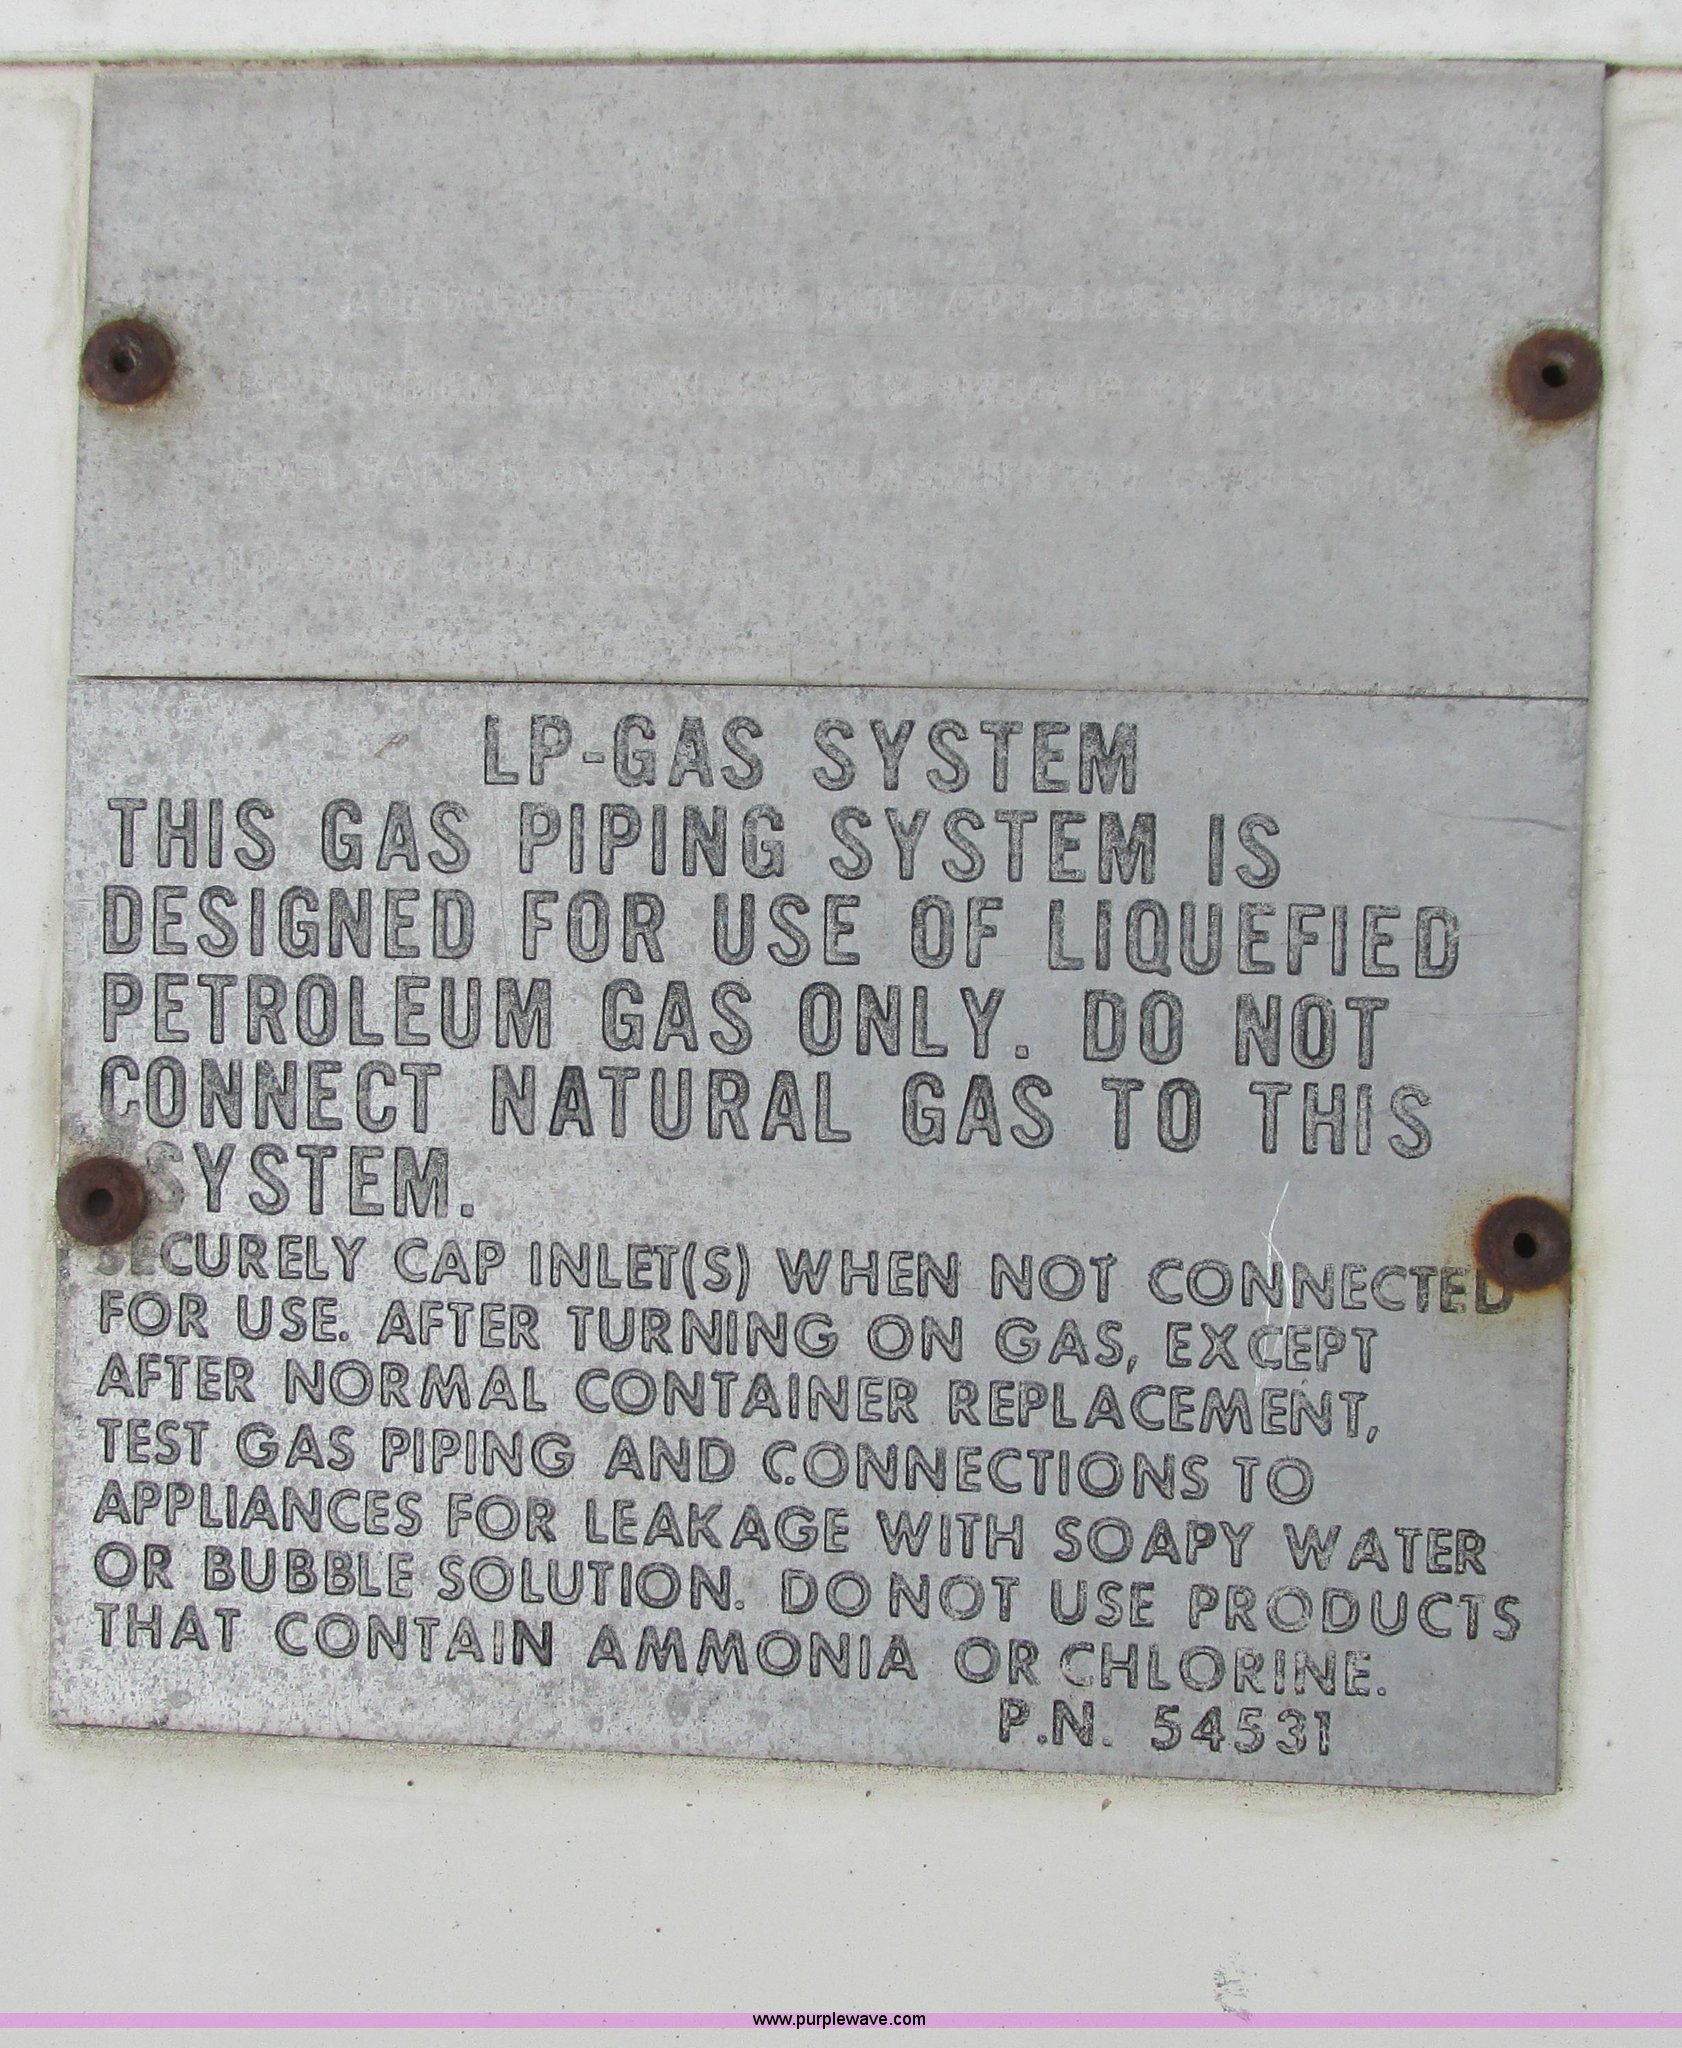 LP-GAS SYSTEM
THIS GAS PIPING SYSTEM IS
DESIGNED FOR USE OF LIQUEFIED
PETROLEUM GAS ONLY. DO NOT
CONNECT NATURAL GAS TO THIS
SYSTEM.
SECURELY CAP INLET(S) WHEN NOT CONNECTED
FOR USE. AFTER TURNING ON GAS, EXCEPT
AFTER NORMAL CONTAINER REPLACEMENT,
TEST GAS PIPING AND CONNECTIONS TO
APPLIANCES FOR LEAKAGE WITH SOAPY WATER
OR BUBBLE SOLUTION. DO NOT USE PRODUCTS
THAT CONTAIN AMMONIA OR CHLORINE.
P.N. 54531
www.purplewave.com